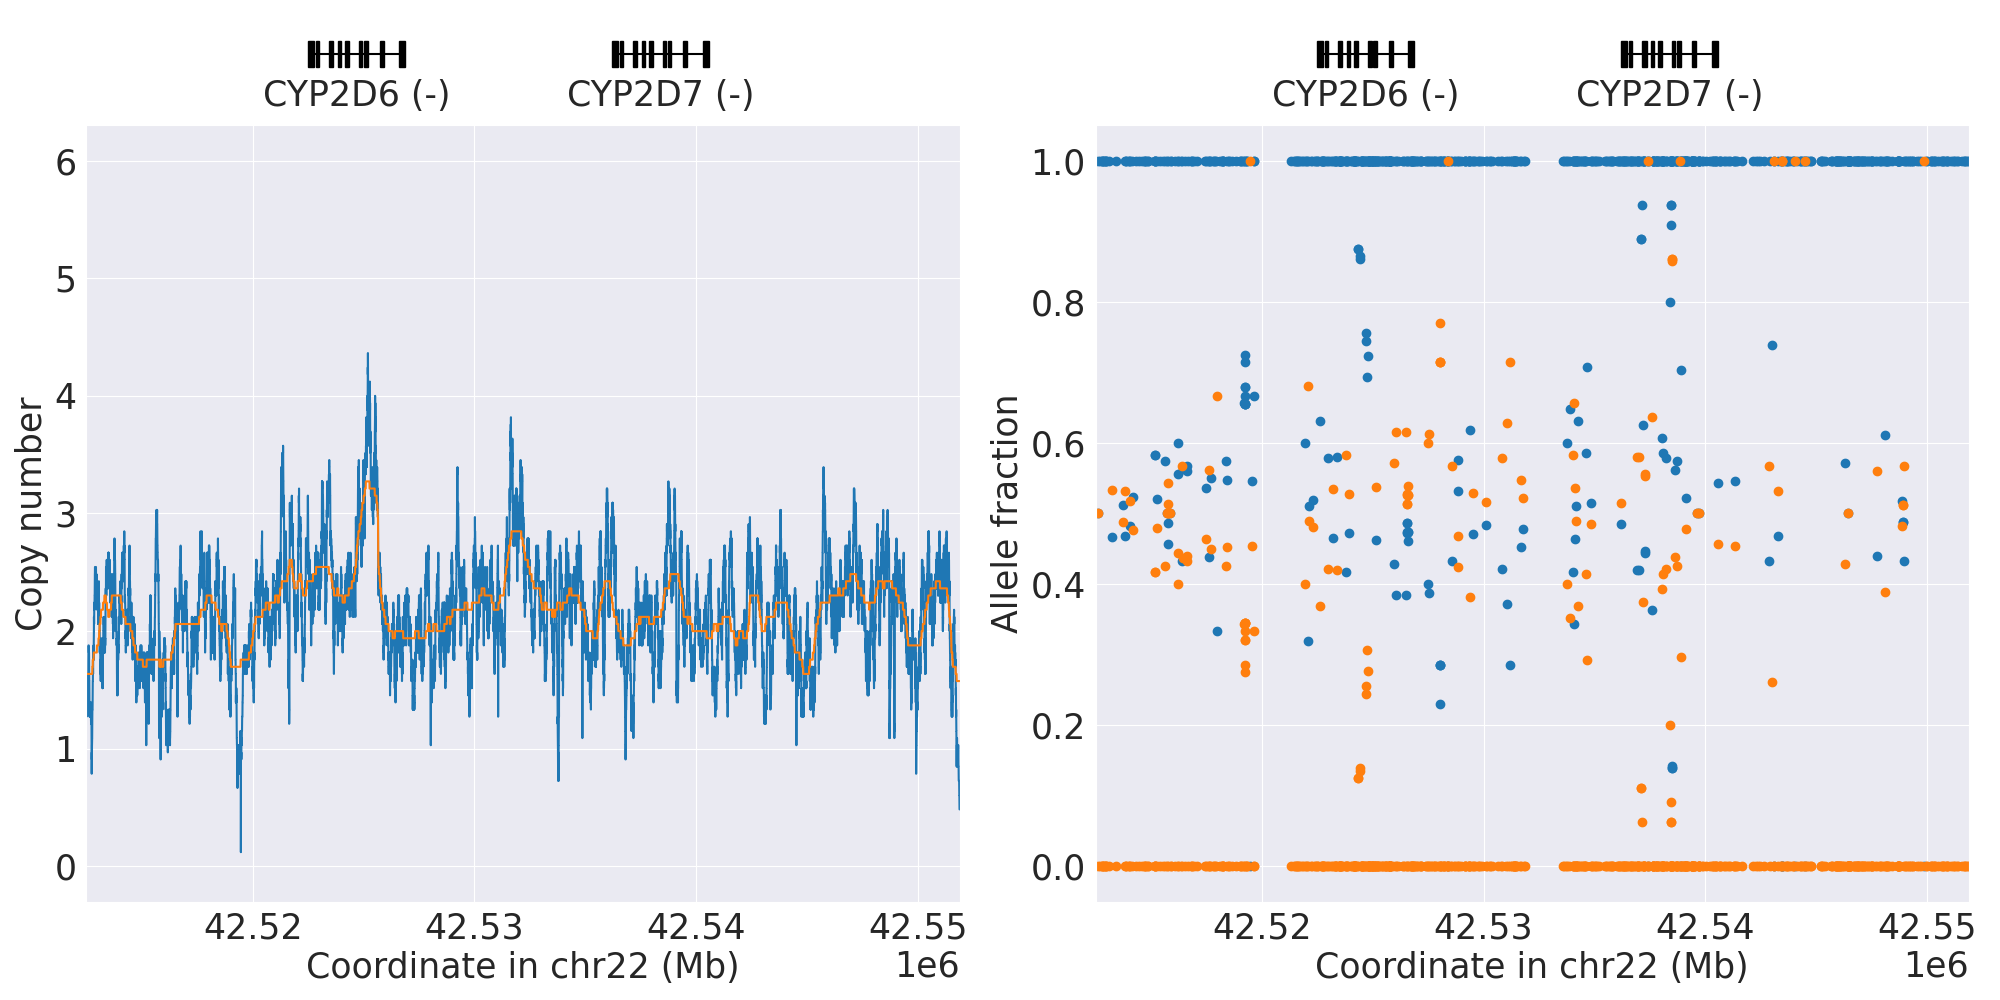 CYP2D6 (-) CYP2D7 (-)
CYP2D6 (-) CYP2D7 (-)
Copy number
6
5
4
3
2
1
0
42.52 42.53 42.54 42.55
Coordinate in chr22 (Mb)
1e6
Allele fraction
1.0
0.8
0.6
0.4
0.2
0.0
42.52 42.53 42.54 42.55
Coordinate in chr22 (Mb)
1e6